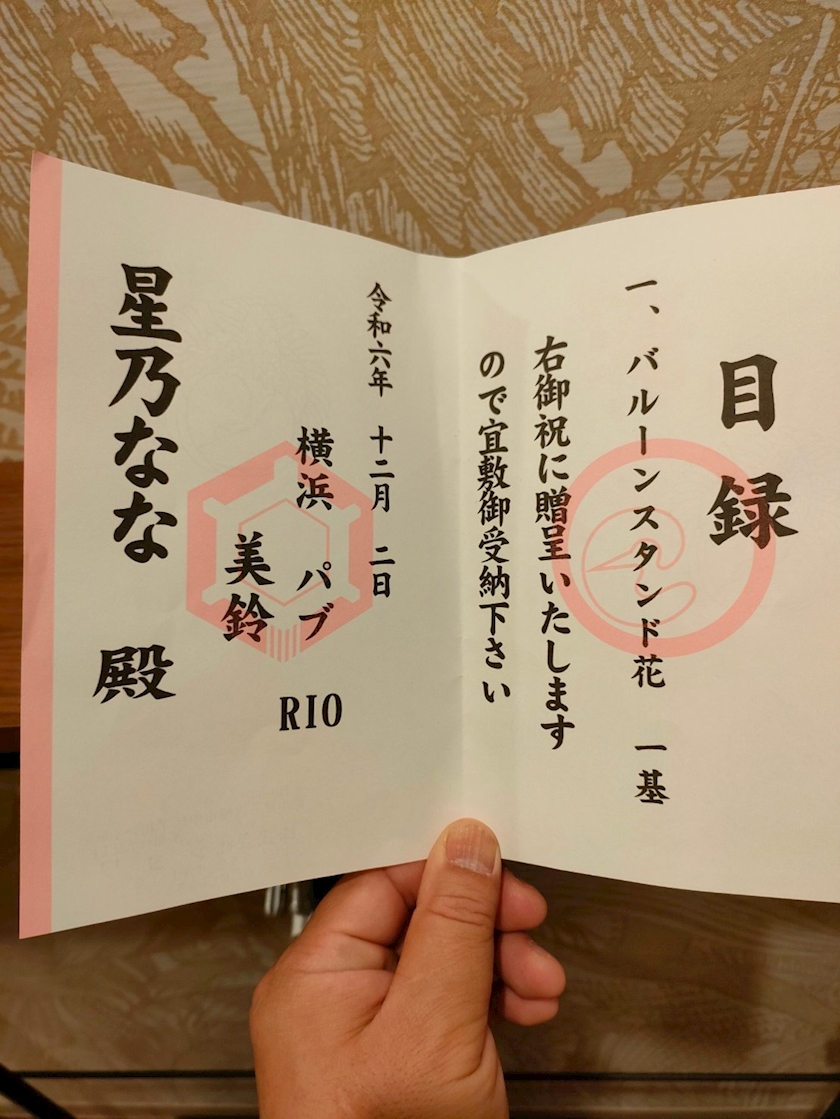 目録
一、バルーンスタンド花 一基
右御祝に贈呈いたします
ので宜敷御受納下さい
令和六年 十二月 二日
横浜 パブ RIO
美鈴
星乃なな 殿